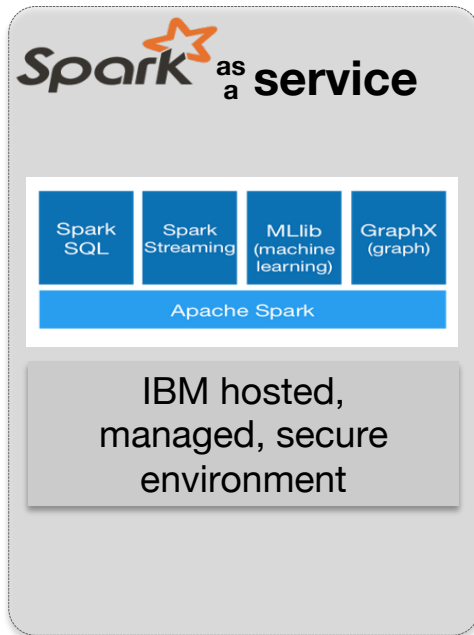 Spark as a service
Spark SQL
Spark Streaming
MLlib (machine learning)
GraphX (graph)
Apache Spark
IBM hosted,
managed, secure
environment